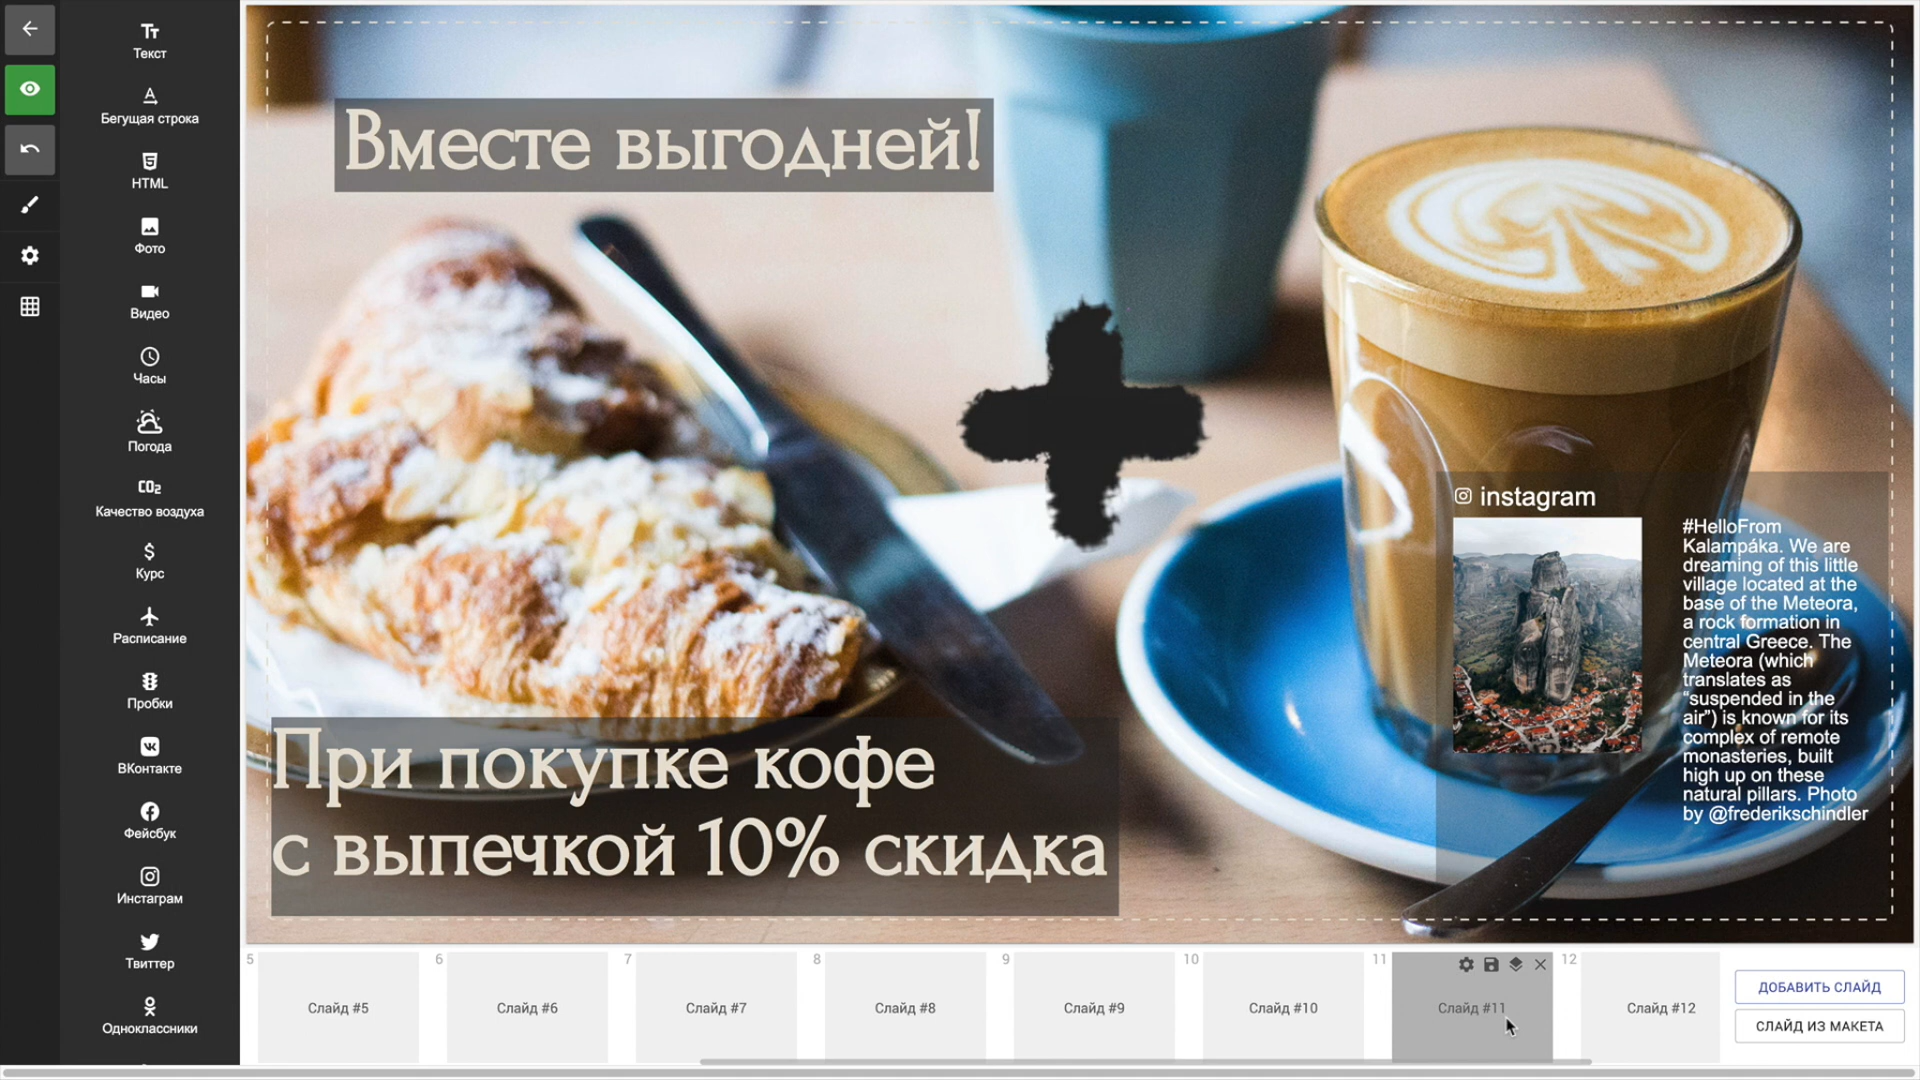 Текст
Бегущая строка
HTML
Фото
Видео
Часы
Погода
CO2
Качество воздуха
Курс
Расписание
Пробки
ВКонтакте
Фейсбук
Инстаграм
Твиттер
Одноклассники
Вместе выгодней!
При покупке кофе
с выпечкой 10% скидка
instagram
#HelloFrom
Kalampáka. We are
dreaming of this little
village located at the
base of the Meteora,
a rock formation in
central Greece. The
Meteora (which
translates as
“suspended in the
air”) is known for its
complex of remote
monasteries, built
high up on these
natural pillars. Photo
by @frederikschindler
5
Слайд #5
6
Слайд #6
7
Слайд #7
8
Слайд #8
9
Слайд #9
10
Слайд #10
11
Слайд #11
12
Слайд #12
ДОБАВИТЬ СЛАЙД
СЛАЙД ИЗ МАКЕТА